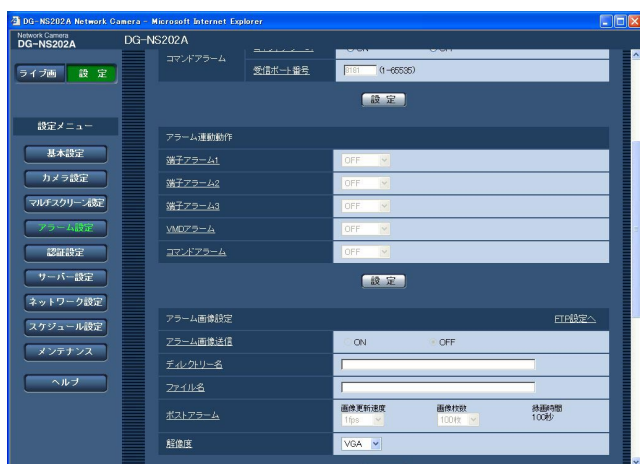 DG-NS202A Network Camera - Microsoft Internet Explorer
Network Camera
DG-NS202A
DG-NS202A
ライブ画 設 定
設定メニュー
基本設定
カメラ設定
マルチスクリーン設定
アラーム設定
認証設定
サーバー設定
ネットワーク設定
スケジュール設定
メンテナンス
ヘルプ
コマンドアラーム
受信ポート番号 (1-65535)
設 定
アラーム連動動作
端子アラーム1 OFF
端子アラーム2 OFF
端子アラーム3 OFF
VMDアラーム OFF
コマンドアラーム OFF
設 定
アラーム画像設定 FTP設定へ
アラーム画像送信 ON OFF
ディレクトリー名
ファイル名
ポストアラーム 画像更新速度 1fps 画像枚数 100枚 録画時間 100秒
解像度 VGA